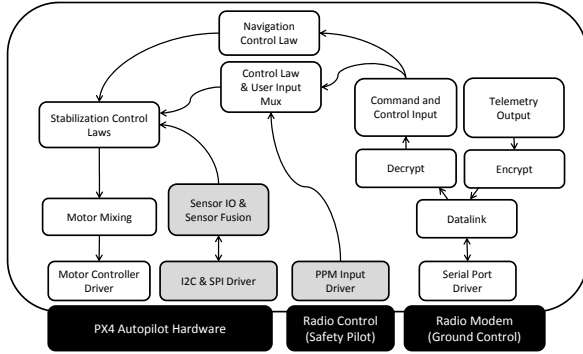 Navigation
Control Law
Control Law
& User Input
Mux
Command and
Control Input
Telemetry
Output
Stabilization Control
Laws
Decrypt
Encrypt
Sensor IO &
Sensor Fusion
Motor Mixing
Datalink
Motor Controller
Driver
I2C & SPI Driver
PPM Input
Driver
Serial Port
Driver
PX4 Autopilot Hardware
Radio Control
(Safety Pilot)
Radio Modem
(Ground Control)